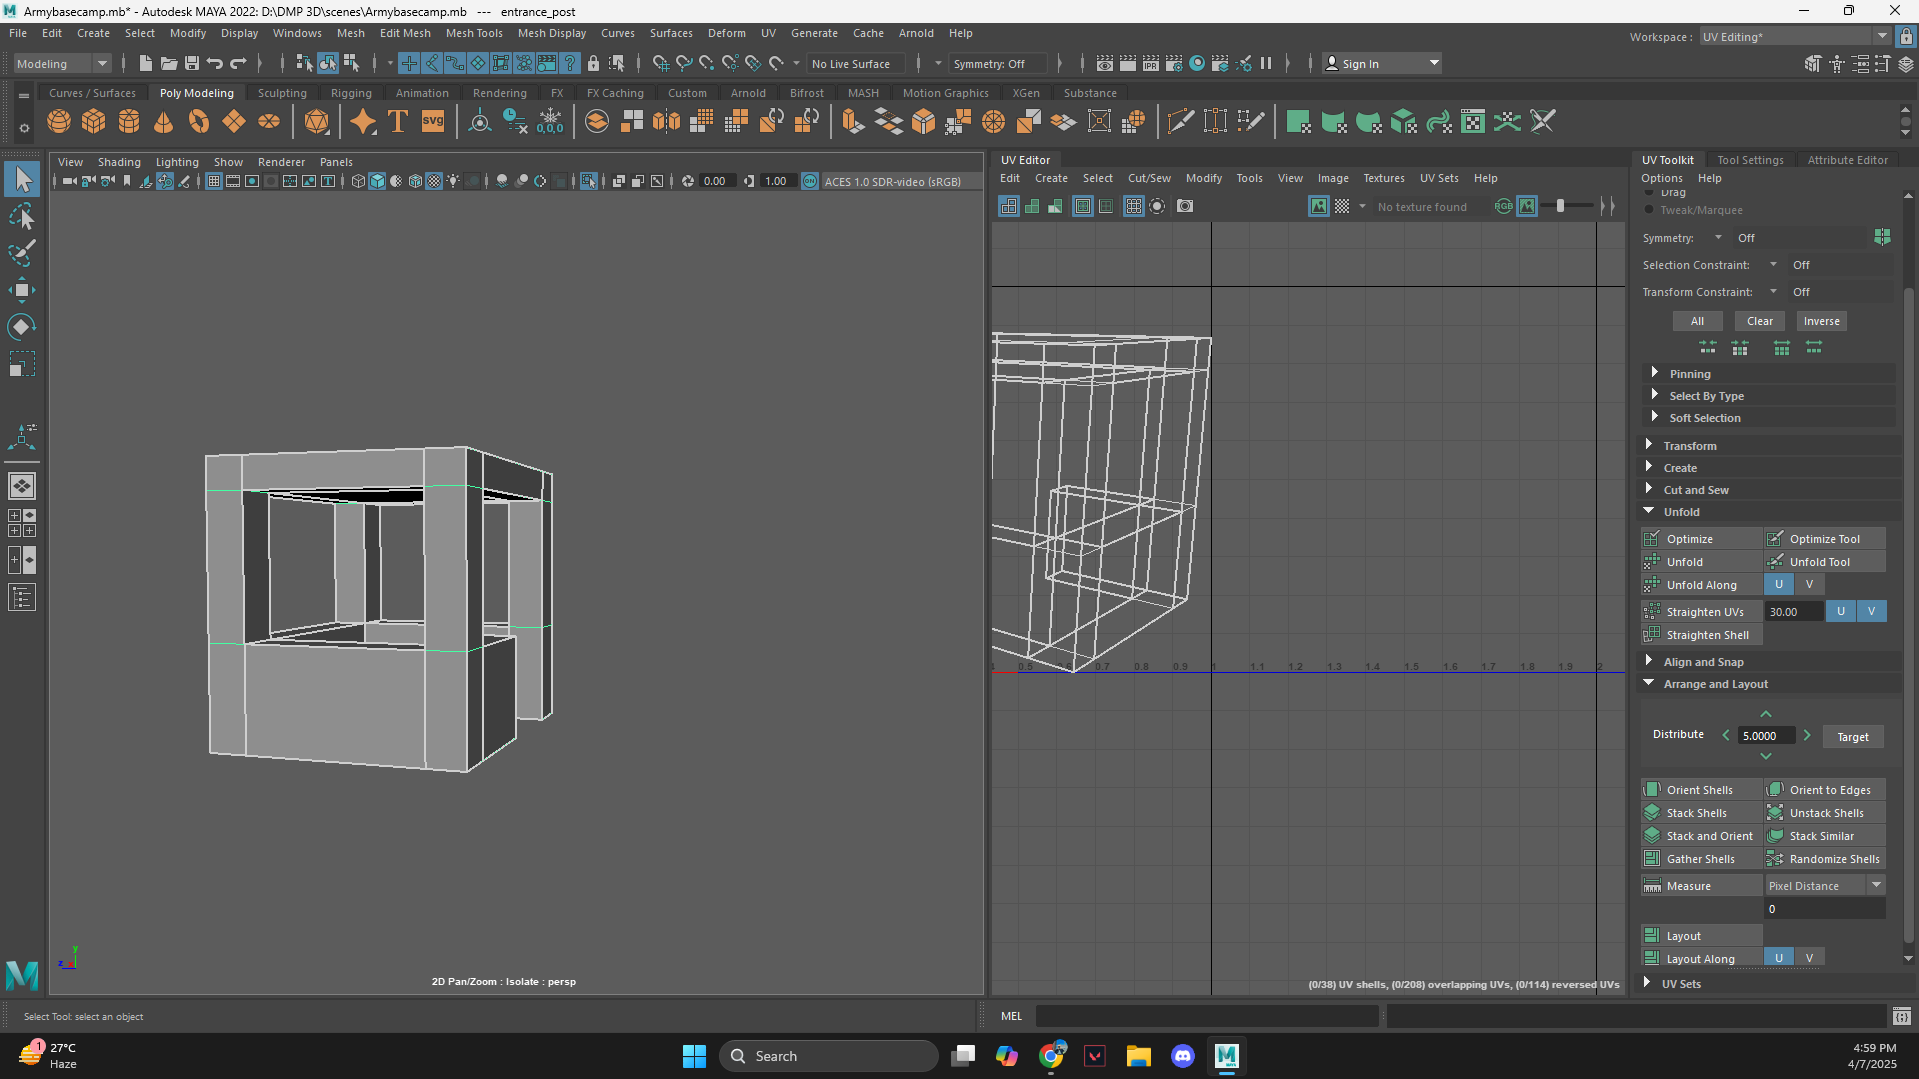 Armybasecamp.mb* - Autodesk MAYA 2022: D:\DMP 3D\scenes\Armybasecamp.mb --- entrance_post
File Edit Create Select Modify Display Windows Mesh Edit Mesh Mesh Tools Mesh Display Curves Surfaces Deform UV Generate Cache Arnold Help
Workspace : UV Editing*
Modeling No Live Surface Symmetry: Off IPR Sign In
Curves / Surfaces Poly Modeling Sculpting Rigging Animation Rendering FX FX Caching Custom Arnold Bifrost MASH Motion Graphics XGen Substance
T svg 0,0,0
View Shading Lighting Show Renderer Panels
0.00 1.00 ON ACES 1.0 SDR-video (sRGB)
2D Pan/Zoom : Isolate : persp
y
z
UV Editor
Edit Create Select Cut/Sew Modify Tools View Image Textures UV Sets Help
No texture found RGB
0.5 0.6 0.7 0.8 0.9 1 1.1 1.2 1.3 1.4 1.5 1.6 1.7 1.8 1.9 2
(0/38) UV shells, (0/208) overlapping UVs, (0/114) reversed UVs
UV Toolkit Tool Settings Attribute Editor
Options Help
Drag
Tweak/Marquee
Symmetry: Off
Selection Constraint: Off
Transform Constraint: Off
All Clear Inverse
Pinning
Select By Type
Soft Selection
Transform
Create
Cut and Sew
Unfold
Optimize Optimize Tool
Unfold Unfold Tool
Unfold Along U V
Straighten UVs 30.00 U V
Straighten Shell
Align and Snap
Arrange and Layout
Distribute 5.0000 Target
Orient Shells Orient to Edges
Stack Shells Unstack Shells
Stack and Orient Stack Similar
Gather Shells Randomize Shells
Measure Pixel Distance
0
Layout
Layout Along U V
UV Sets
Select Tool: select an object
MEL
1
27°C
Haze
Search
4:59 PM
4/7/2025